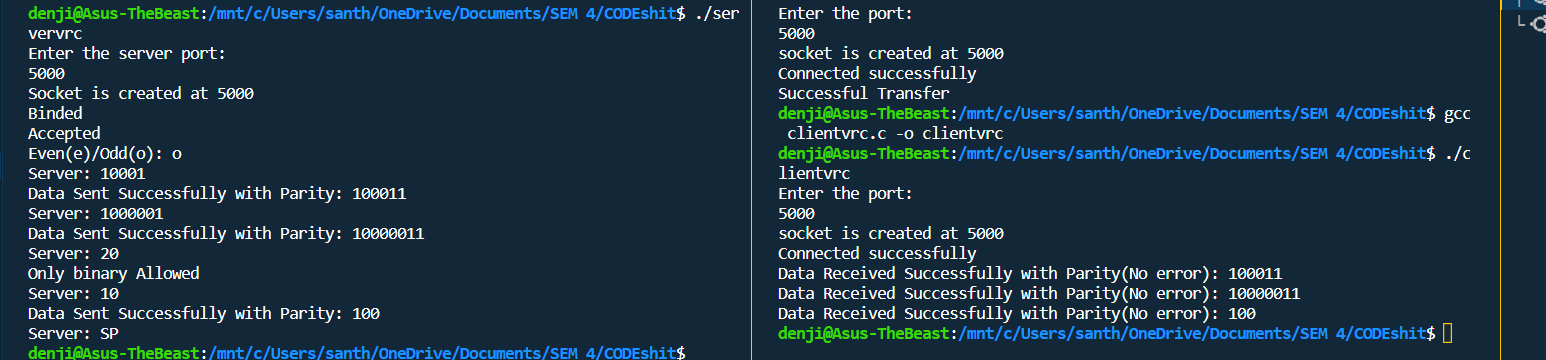 denji@Asus-TheBeast:/mnt/c/Users/santh/OneDrive/Documents/SEM 4/CODEshit$ ./ser
vervrc
Enter the server port:
5000
Socket is created at 5000
Binded
Accepted
Even(e)/Odd(o): o
Server: 10001
Data Sent Successfully with Parity: 100011
Server: 1000001
Data Sent Successfully with Parity: 10000011
Server: 20
Only binary Allowed
Server: 10
Data Sent Successfully with Parity: 100
Server: SP
denji@Asus-TheBeast:/mnt/c/Users/santh/OneDrive/Documents/SEM 4/CODEshit$
Enter the port:
5000
socket is created at 5000
Connected successfully
Successful Transfer
denji@Asus-TheBeast:/mnt/c/Users/santh/OneDrive/Documents/SEM 4/CODEshit$ gcc
 clientvrc.c -o clientvrc
denji@Asus-TheBeast:/mnt/c/Users/santh/OneDrive/Documents/SEM 4/CODEshit$ ./c
lientvrc
Enter the port:
5000
socket is created at 5000
Connected successfully
Data Received Successfully with Parity(No error): 100011
Data Received Successfully with Parity(No error): 10000011
Data Received Successfully with Parity(No error): 100
denji@Asus-TheBeast:/mnt/c/Users/santh/OneDrive/Documents/SEM 4/CODEshit$